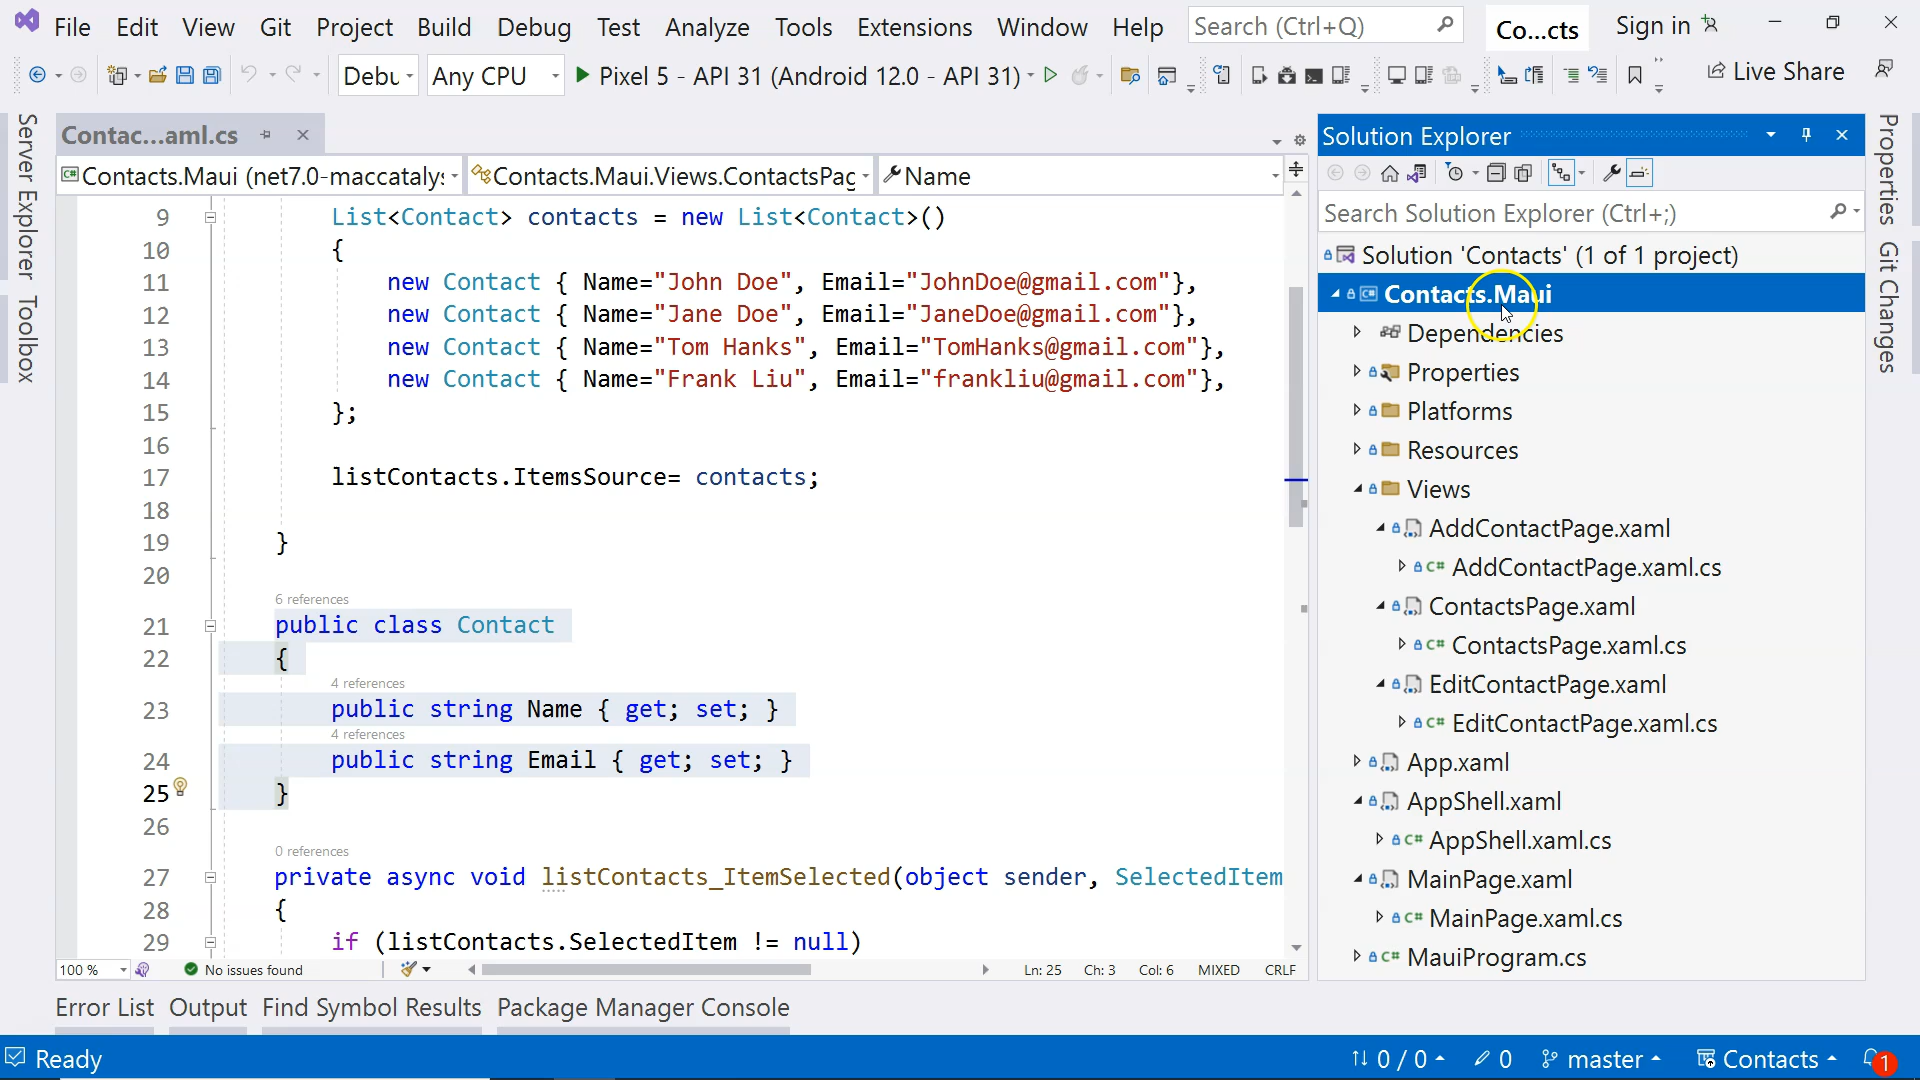 File Edit View Git Project Build Debug Test Analyze Tools Extensions Window Help Search (Ctrl+Q) Co...cts Sign in
Debu Any CPU Pixel 5 - API 31 (Android 12.0 - API 31) Live Share
Server Explorer
Toolbox
Contac...aml.cs
Contacts.Maui (net7.0-maccataly Contacts.Maui.Views.ContactsPag Name
9 List<Contact> contacts = new List<Contact>()
10 {
11 new Contact { Name="John Doe", Email="JohnDoe@gmail.com"},
12 new Contact { Name="Jane Doe", Email="JaneDoe@gmail.com"},
13 new Contact { Name="Tom Hanks", Email="TomHanks@gmail.com"},
14 new Contact { Name="Frank Liu", Email="frankliu@gmail.com"},
15 };
16
17 listContacts.ItemsSource= contacts;
18
19 }
20
6 references
21 public class Contact
22 {
4 references
23 public string Name { get; set; }
4 references
24 public string Email { get; set; }
25 }
26
0 references
27 private async void listContacts_ItemSelected(object sender, SelectedItem
28 {
29 if (listContacts.SelectedItem != null)
100 % No issues found Ln: 25 Ch: 3 Col: 6 MIXED CRLF
Solution Explorer
Search Solution Explorer (Ctrl+;)
Solution 'Contacts' (1 of 1 project)
Contacts.Maui
Dependencies
Properties
Platforms
Resources
Views
AddContactPage.xaml
C# AddContactPage.xaml.cs
ContactsPage.xaml
C# ContactsPage.xaml.cs
EditContactPage.xaml
C# EditContactPage.xaml.cs
App.xaml
AppShell.xaml
C# AppShell.xaml.cs
MainPage.xaml
C# MainPage.xaml.cs
C# MauiProgram.cs
Properties
Git Changes
Error List Output Find Symbol Results Package Manager Console
Ready 0 / 0 0 master Contacts 1